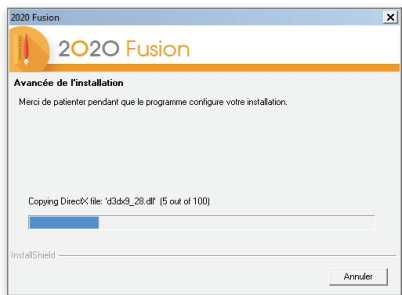 2020 Fusion
2020 Fusion
Avancée de l'installation
Merci de patienter pendant que le programme configure votre installation.
Copying DirectX file: 'd3dx9_28.dll' (5 out of 100)
InstallShield
Annuler